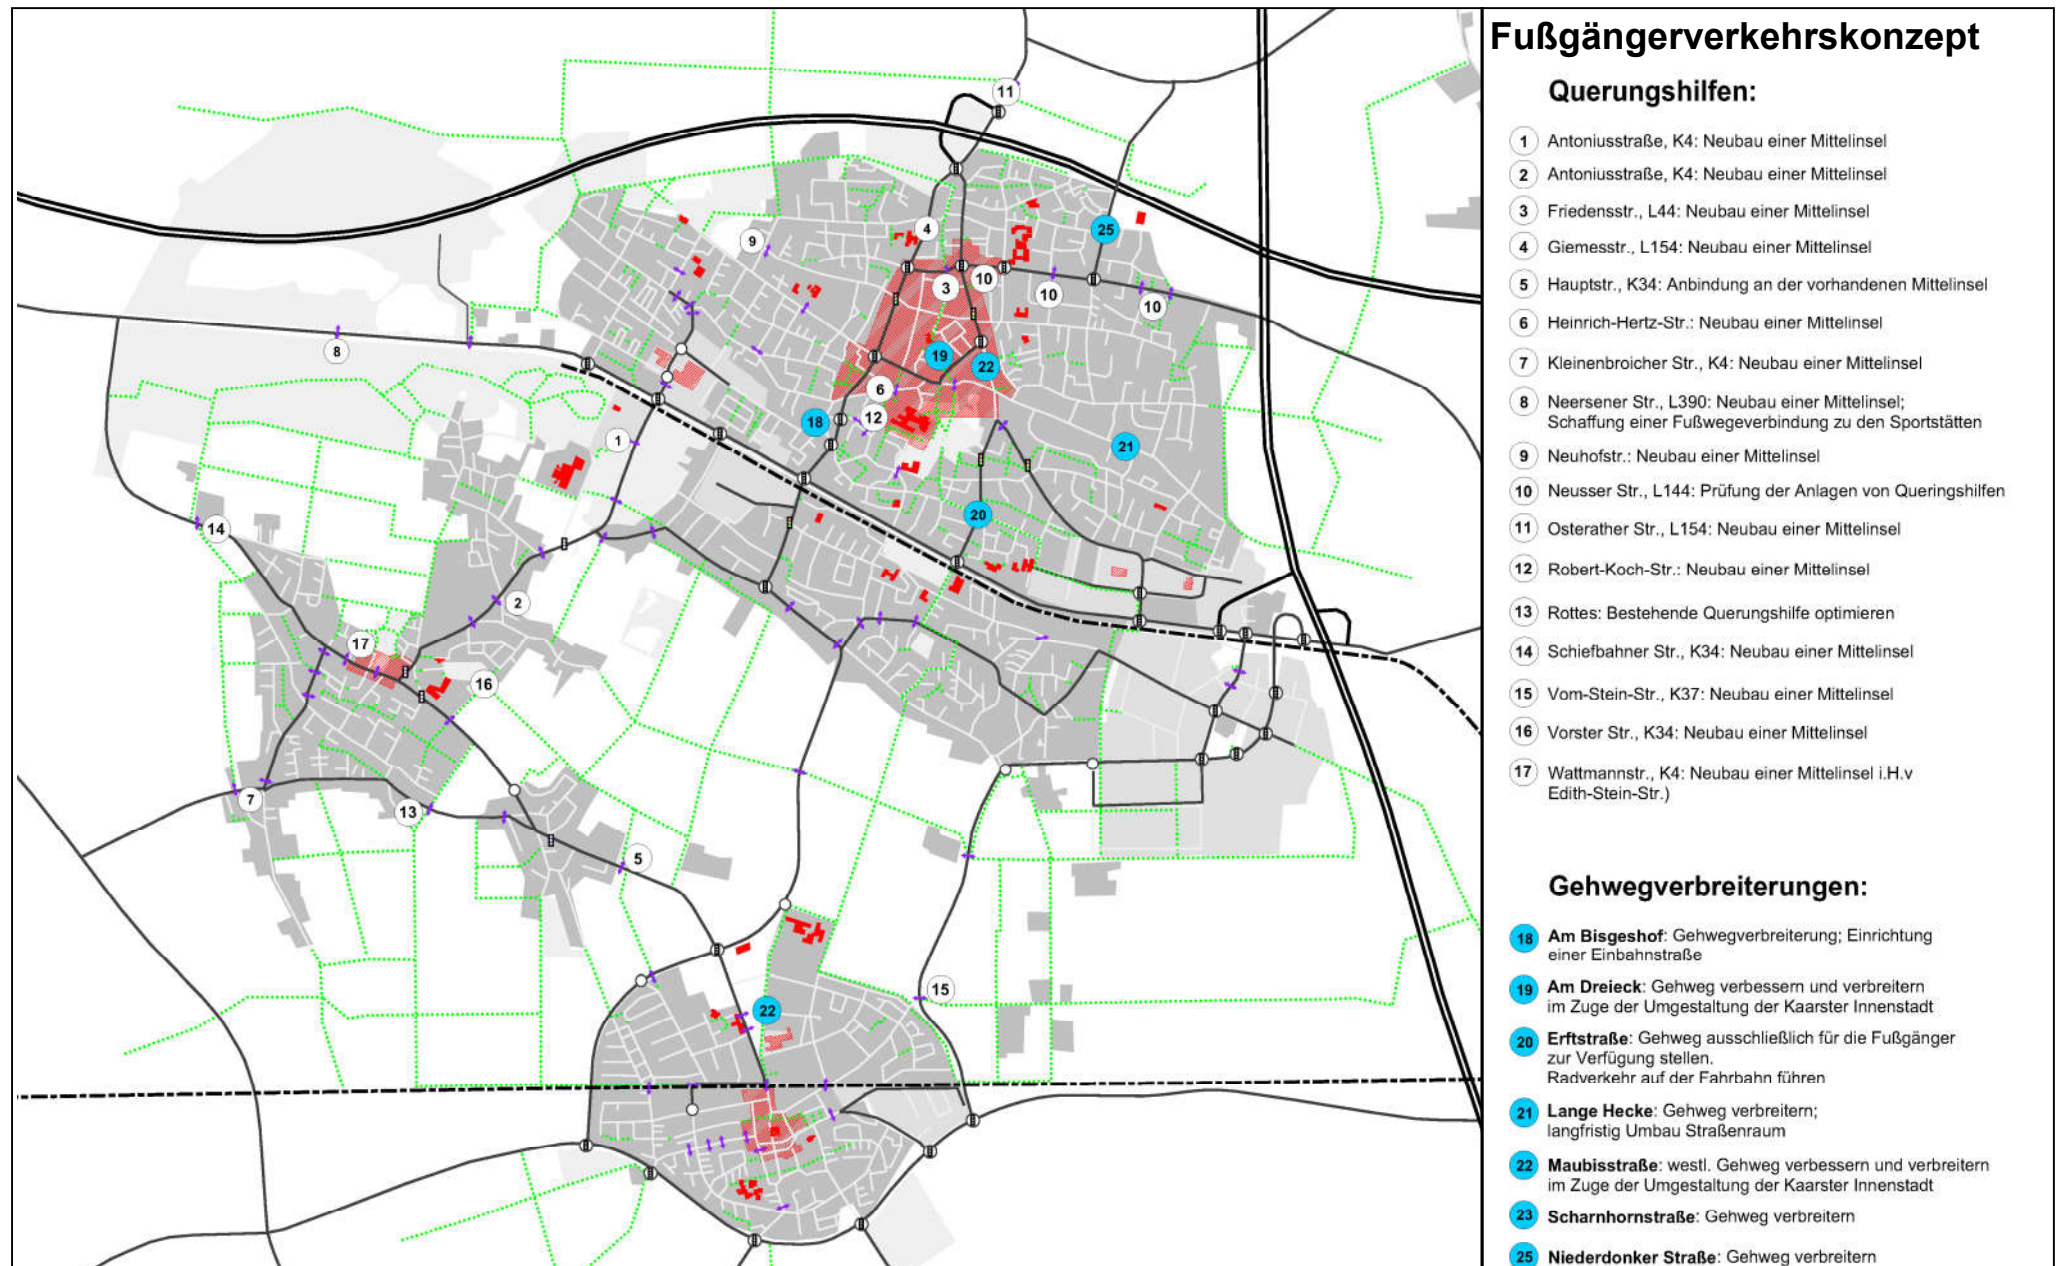 Fußgängerverkehrskonzept
Querungshilfen:
1 Antoniusstraße, K4: Neubau einer Mittelinsel
2 Antoniusstraße, K4: Neubau einer Mittelinsel
3 Friedensstr., L44: Neubau einer Mittelinsel
4 Giemesstr., L154: Neubau einer Mittelinsel
5 Hauptstr., K34: Anbindung an der vorhandenen Mittelinsel
6 Heinrich-Hertz-Str.: Neubau einer Mittelinsel
7 Kleinenbroicher Str., K4: Neubau einer Mittelinsel
8 Neersener Str., L390: Neubau einer Mittelinsel;
Schaffung einer Fußwegeverbindung zu den Sportstätten
9 Neuhofstr.: Neubau einer Mittelinsel
10 Neusser Str., L144: Prüfung der Anlagen von Queringshilfen
11 Osterather Str., L154: Neubau einer Mittelinsel
12 Robert-Koch-Str.: Neubau einer Mittelinsel
13 Rottes: Bestehende Querungshilfe optimieren
14 Schiefbahner Str., K34: Neubau einer Mittelinsel
15 Vom-Stein-Str., K37: Neubau einer Mittelinsel
16 Vorster Str., K34: Neubau einer Mittelinsel
17 Wattmannstr., K4: Neubau einer Mittelinsel i.H.v
Edith-Stein-Str.)
Gehwegverbreiterungen:
18 Am Bisgeshof: Gehwegverbreiterung; Einrichtung
einer Einbahnstraße
19 Am Dreieck: Gehweg verbessern und verbreitern
im Zuge der Umgestaltung der Kaarster Innenstadt
20 Erftstraße: Gehweg ausschließlich für die Fußgänger
zur Verfügung stellen.
Radverkehr auf der Fahrbahn führen
21 Lange Hecke: Gehweg verbreitern;
langfristig Umbau Straßenraum
22 Maubisstraße: westl. Gehweg verbessern und verbreitern
im Zuge der Umgestaltung der Kaarster Innenstadt
23 Scharnhornstraße: Gehweg verbreitern
25 Niederdonker Straße: Gehweg verbreitern
11
4
25
9
3
10
10
10
8
19
22
6
18
12
1
21
14
20
2
17
16
7
13
5
15
22